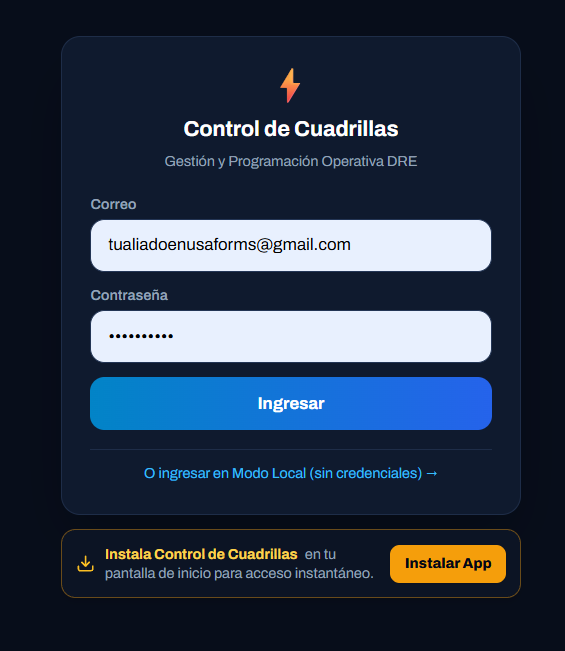 Control de Cuadrillas
Gestión y Programación Operativa DRE
Correo
tualiadoenusaforms@gmail.com
Contraseña
••••••••••
Ingresar
O ingresar en Modo Local (sin credenciales) →
Instala Control de Cuadrillas en tu
pantalla de inicio para acceso instantáneo.
Instalar App